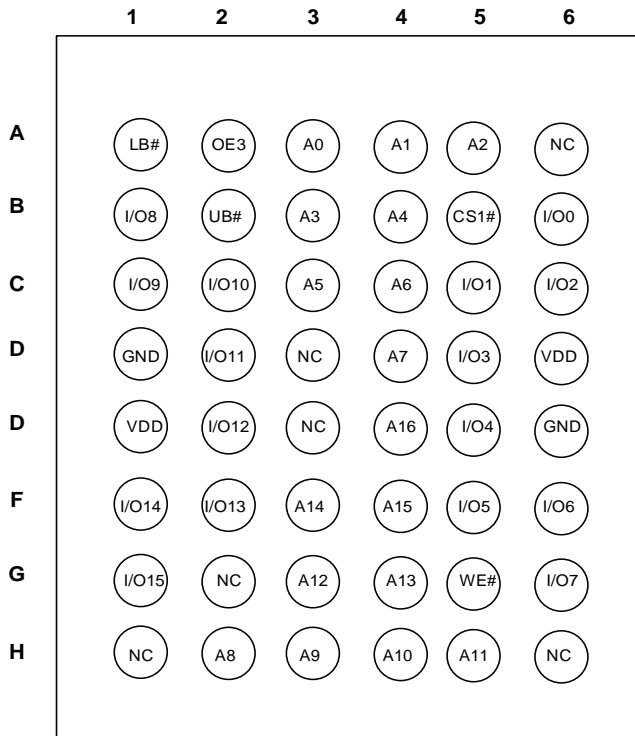 1 2 3 4 5 6
A LB# OE3 A0 A1 A2 NC
B I/O8 UB# A3 A4 CS1# I/O0
C I/O9 I/O10 A5 A6 I/O1 I/O2
D GND I/O11 NC A7 I/O3 VDD
D VDD I/O12 NC A16 I/O4 GND
F I/O14 I/O13 A14 A15 I/O5 I/O6
G I/O15 NC A12 A13 WE# I/O7
H NC A8 A9 A10 A11 NC